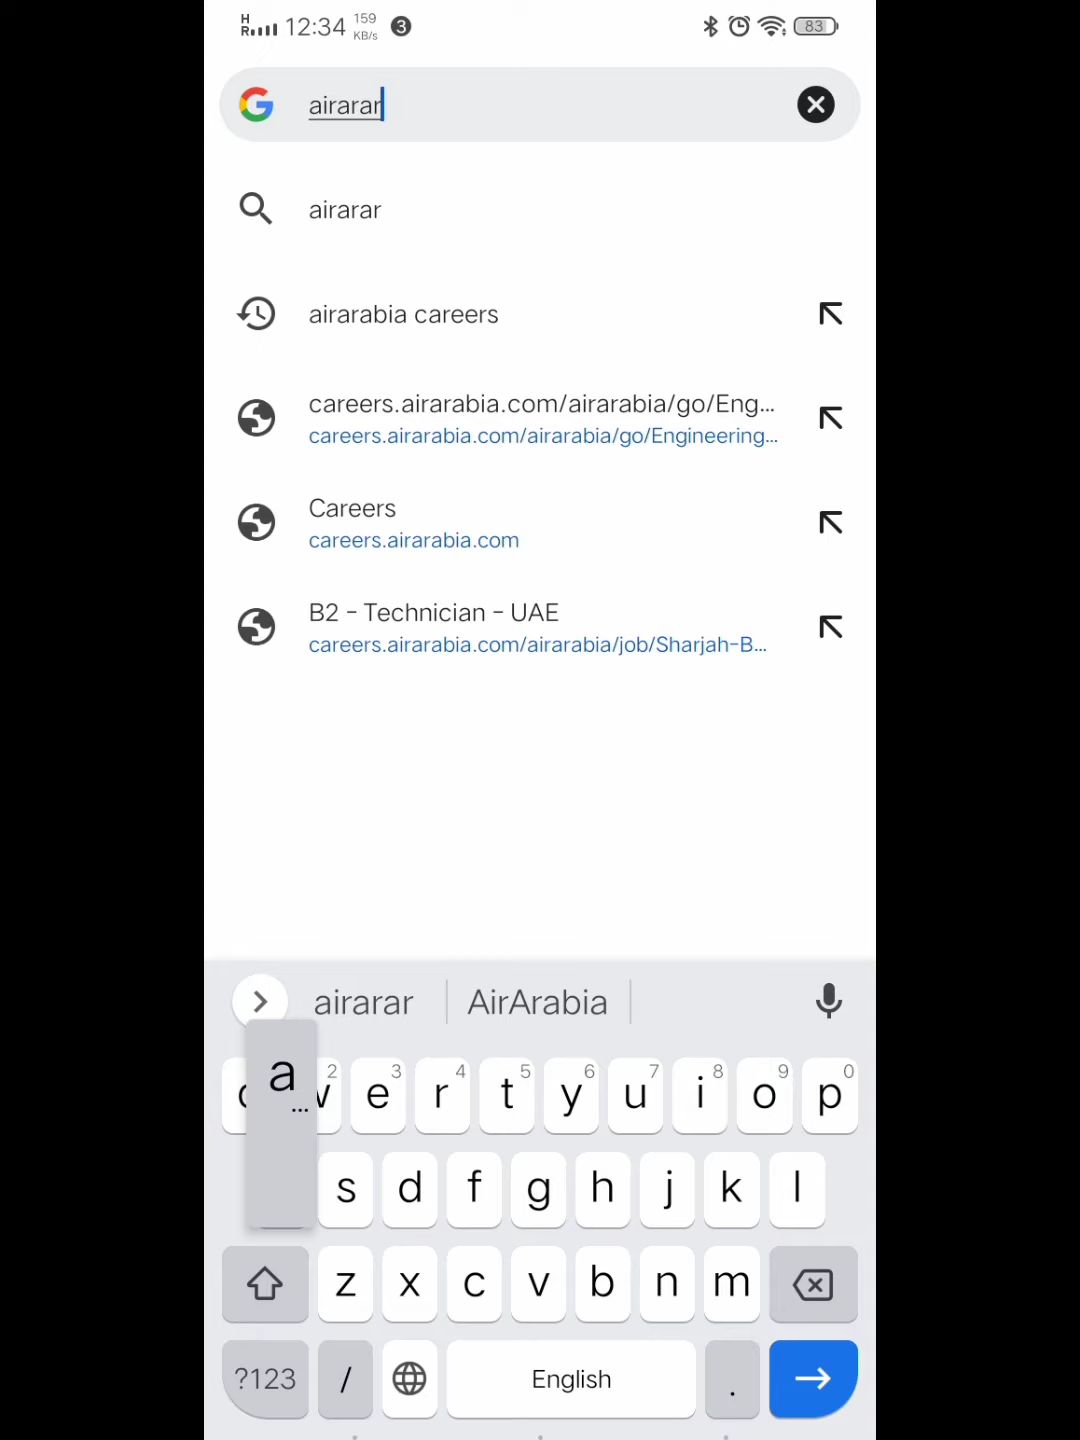 HR 12:34 159 KB/s 3 83
airarar
airarar
airarabia careers
careers.airarabia.com/airarabia/go/Eng...
careers.airarabia.com/airarabia/go/Engineering...
Careers
careers.airarabia.com
B2 - Technician - UAE
careers.airarabia.com/airarabia/job/Sharjah-B...
airarar AirArabia
a...
2 e 3 r 4 t 5 y 6 u 7 i 8 o 9 p 0
s d f g h j k l
z x c v b n m
?123 / English .